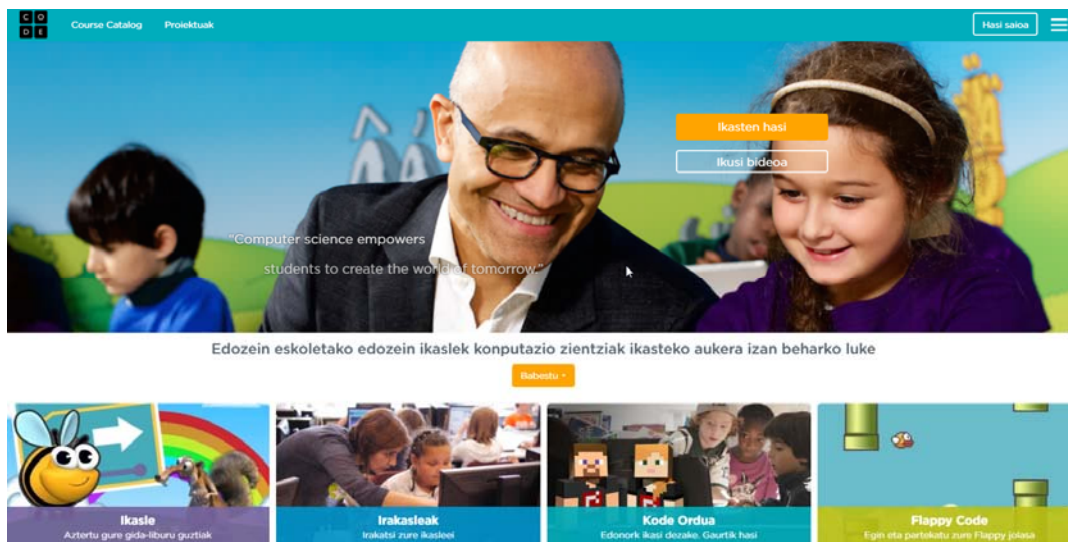 CO
DE
Course Catalog
Proiektuak
Hasi saioa
Ikasten hasi
Ikusi bideoa
"Computer science empowers
students to create the world of tomorrow."
Edozein eskoletako edozein ikaslek konputazio zientziak ikasteko aukera izan beharko luke
Babestu
Ikasle
Aztertu gure gida-liburu guztiak
Irakasleak
Irakatsi zure ikasleei
Kode Ordua
Edonork ikasi dezake. Gaurtik hasi
Flappy Code
Egin eta partekatu zure Flappy jolasa